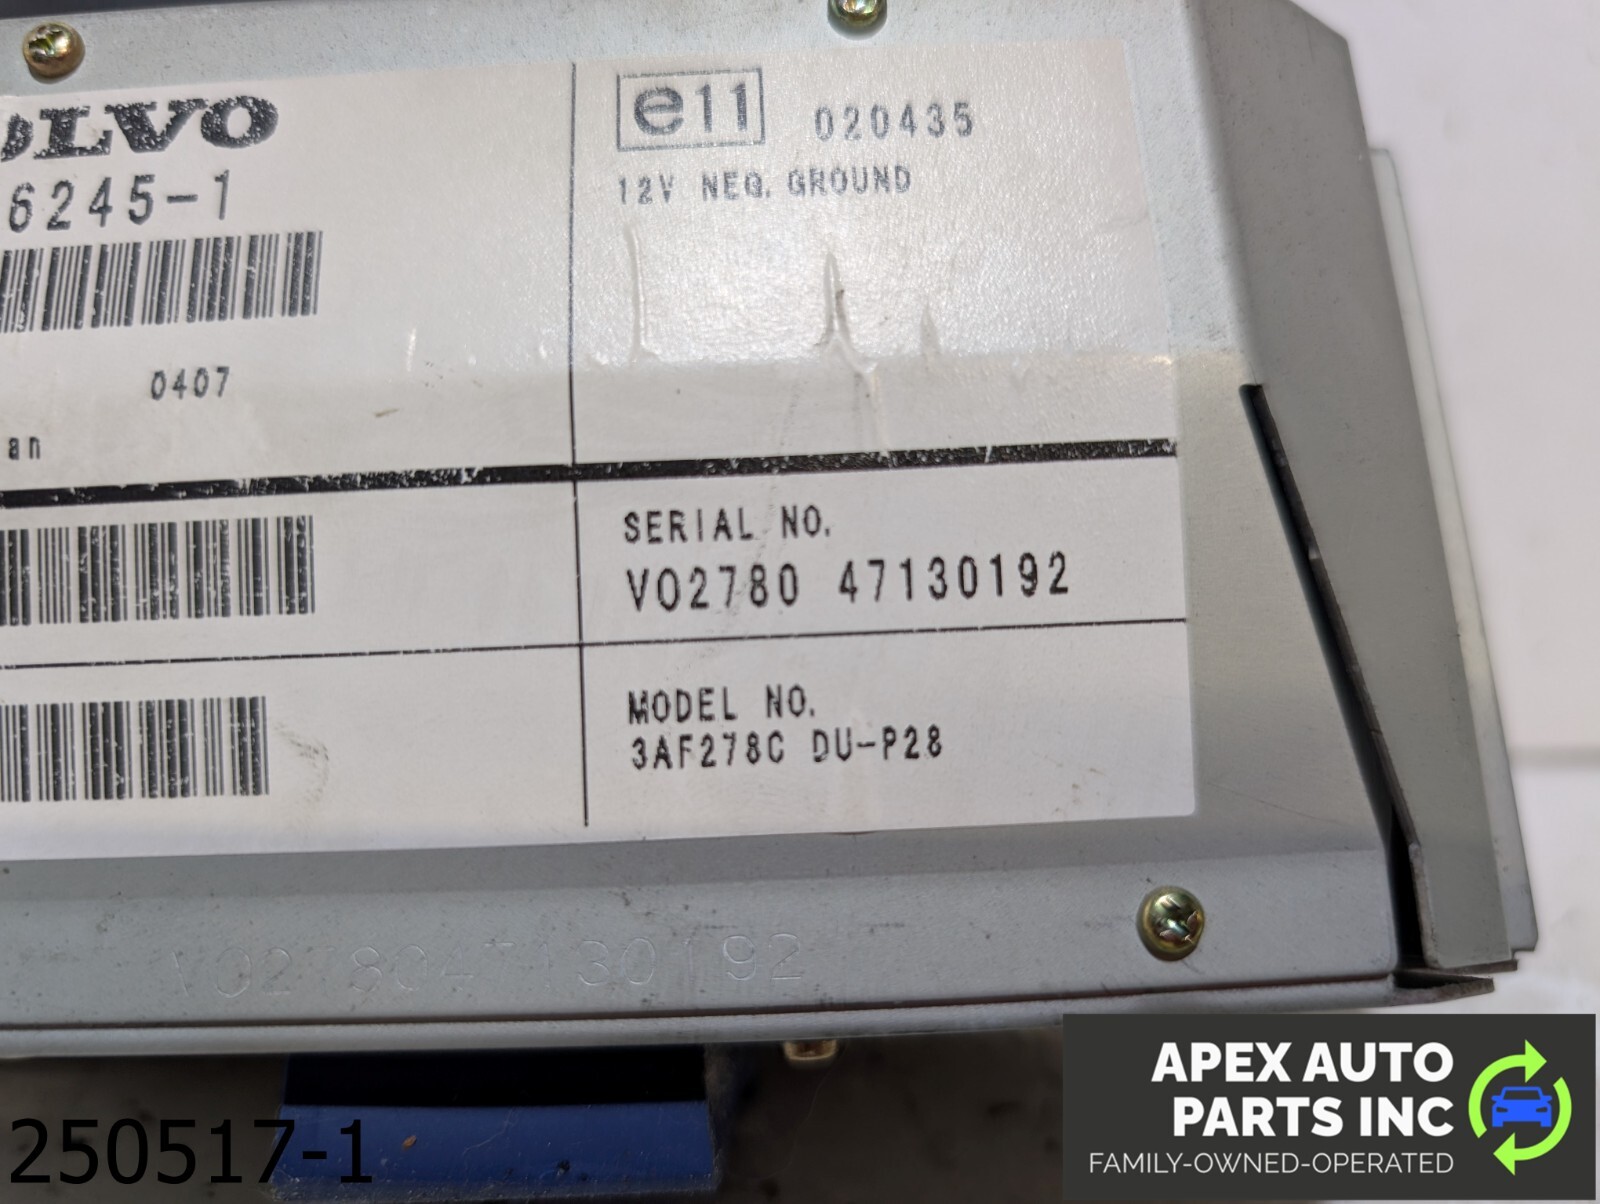 OLVO
6245-1
0407
an
e11 020435
12V NEG. GROUND
SERIAL NO.
VO2780 47130192
MODEL NO.
3AF278C DU-P28
VO278047130192
250517-1
APEX AUTO
PARTS INC
FAMILY-OWNED-OPERATED